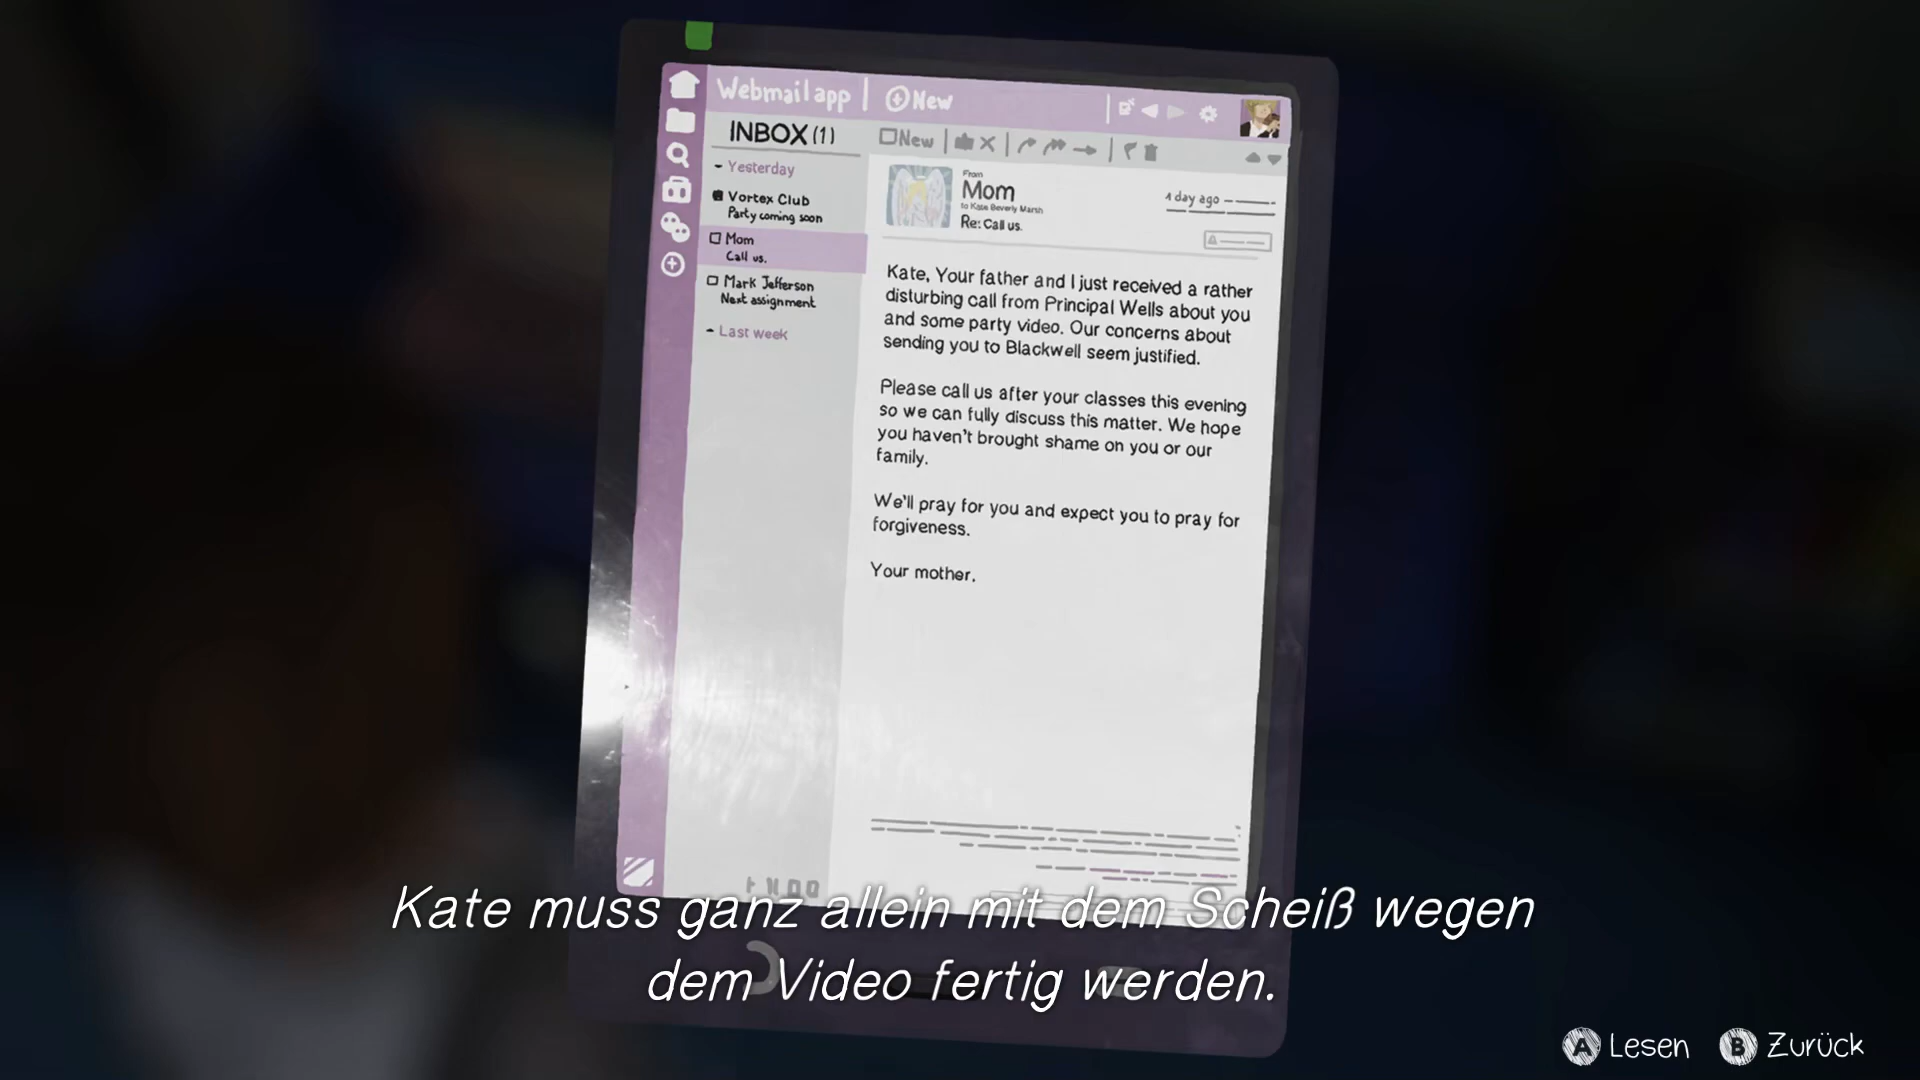 Webmail app | New
INBOX (1)
New
- Yesterday
Vortex Club
Party coming soon
Mom
Call us.
Mark Jefferson
Next assignment
- Last week
From
Mom
to Kate Beverly Marsh
Re: Call us.
1 day ago
Kate, Your father and I just received a rather
disturbing call from Principal Wells about you
and some party video. Our concerns about
sending you to Blackwell seem justified.
Please call us after your classes this evening
so we can fully discuss this matter. We hope
you haven't brought shame on you or our
family.
We'll pray for you and expect you to pray for
forgiveness.
Your mother.
Kate muss ganz allein mit dem Scheiß wegen
dem Video fertig werden.
A Lesen B Zurück